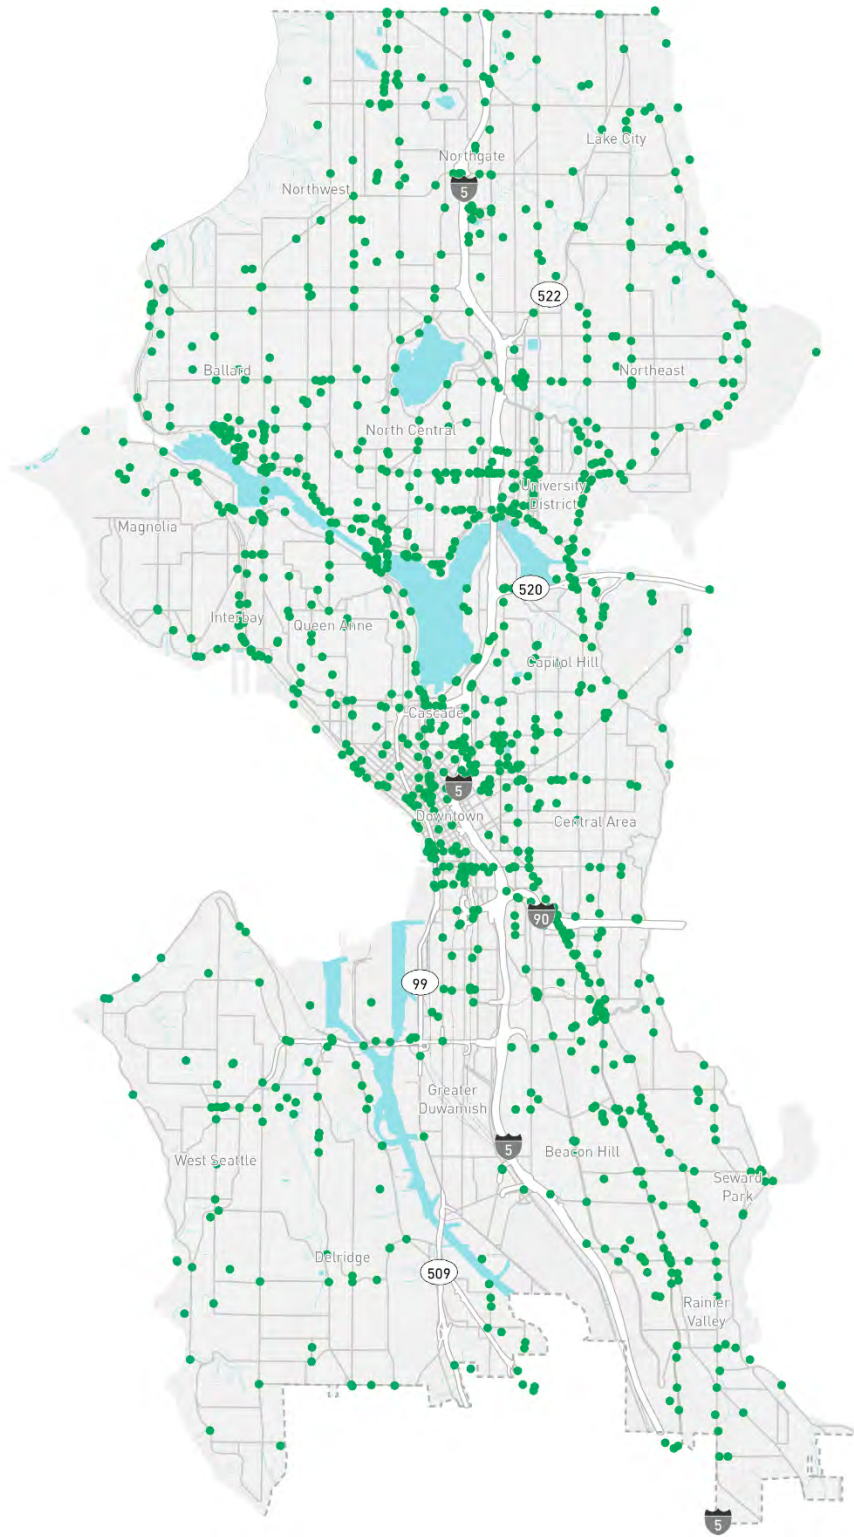 Lake City
Northgate
5
Northwest
522
Ballard
Northeast
North Central
University
District
Magnolia
520
Interbay
Queen Anne
Capitol Hill
Cascade
5
Downtown
Central Area
90
99
Greater
Duwamish
5
Beacon Hill
West Seattle
Seward
Park
Delridge
509
Rainier
Valley
5